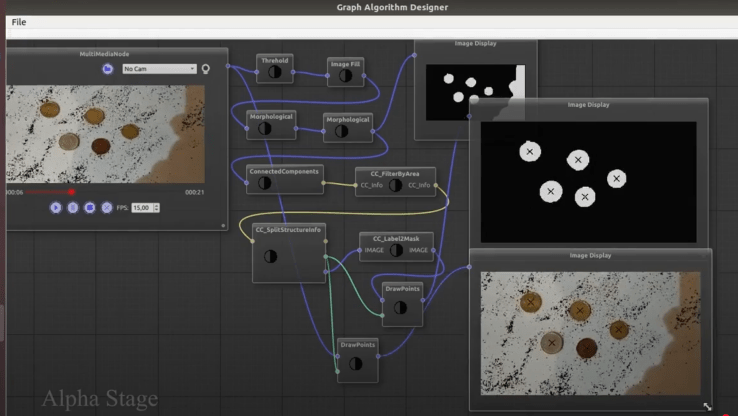 Graph Algorithm Designer
File
MultiMediaNode
No Cam
00:06
00:21
FPS
15,00
Threhold
Image Fill
Morphological
Morphological
ConnectedComponents
CC_FilterByArea
CC_info
CC_info
CC_SplitStructureInfo
CC_Label2Mask
IMAGE
IMAGE
DrawPoints
DrawPoints
Image Display
Image Display
Image Display
Alpha Stage